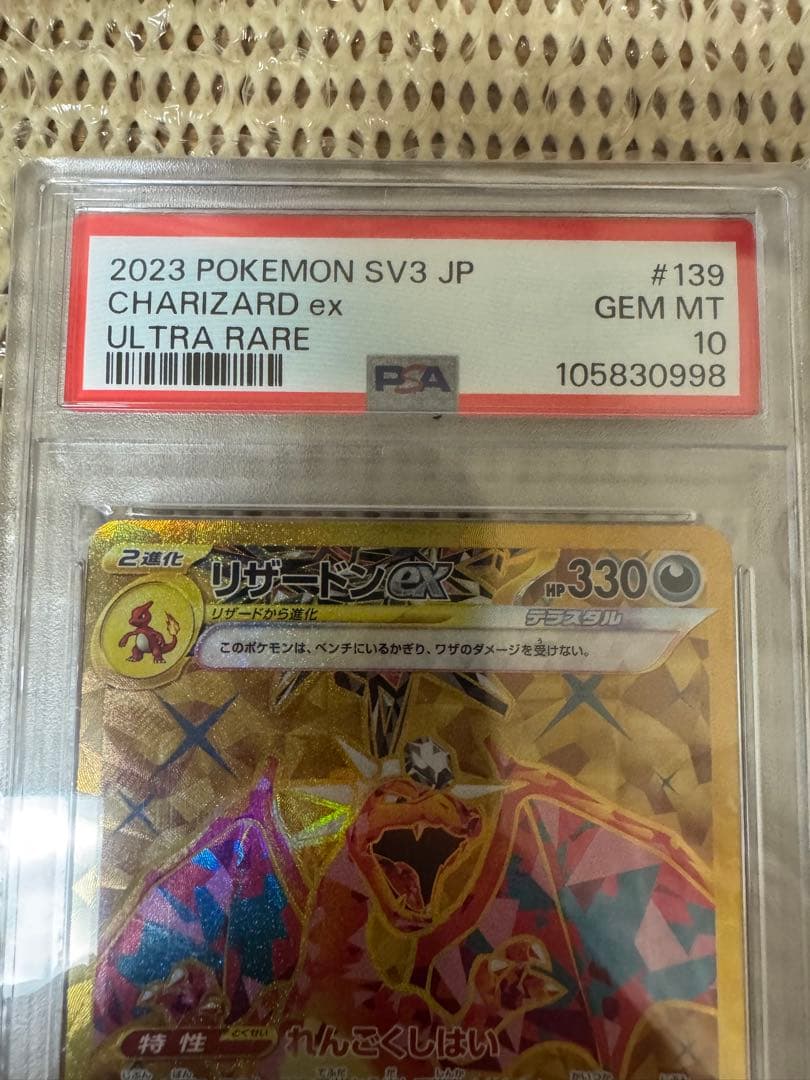 2023 POKEMON SV3 JP #139
CHARIZARD ex GEM MT
ULTRA RARE 10
PSA 105830998
2進化 リザードンex HP330
リザードから進化 テラスタル
このポケモンは、ベンチにいるかぎり、ワザのダメージを受けない。
特性 れんごくしはい